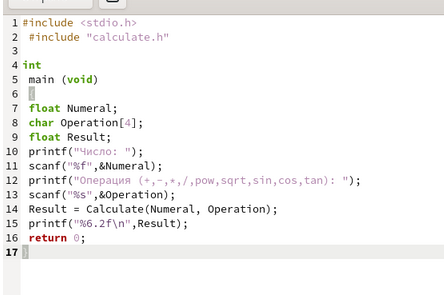 1 #include <stdio.h>
2 #include "calculate.h"
3
4 int
5 main (void)
6 {
7 float Numeral;
8 char Operation[4];
9 float Result;
10 printf("Число: ");
11 scanf("%f",&Numeral);
12 printf("Операция (+,-,*,/,pow,sqrt,sin,cos,tan): ");
13 scanf("%s",&Operation);
14 Result = Calculate(Numeral, Operation);
15 printf("%6.2f\n",Result);
16 return 0;
17 }